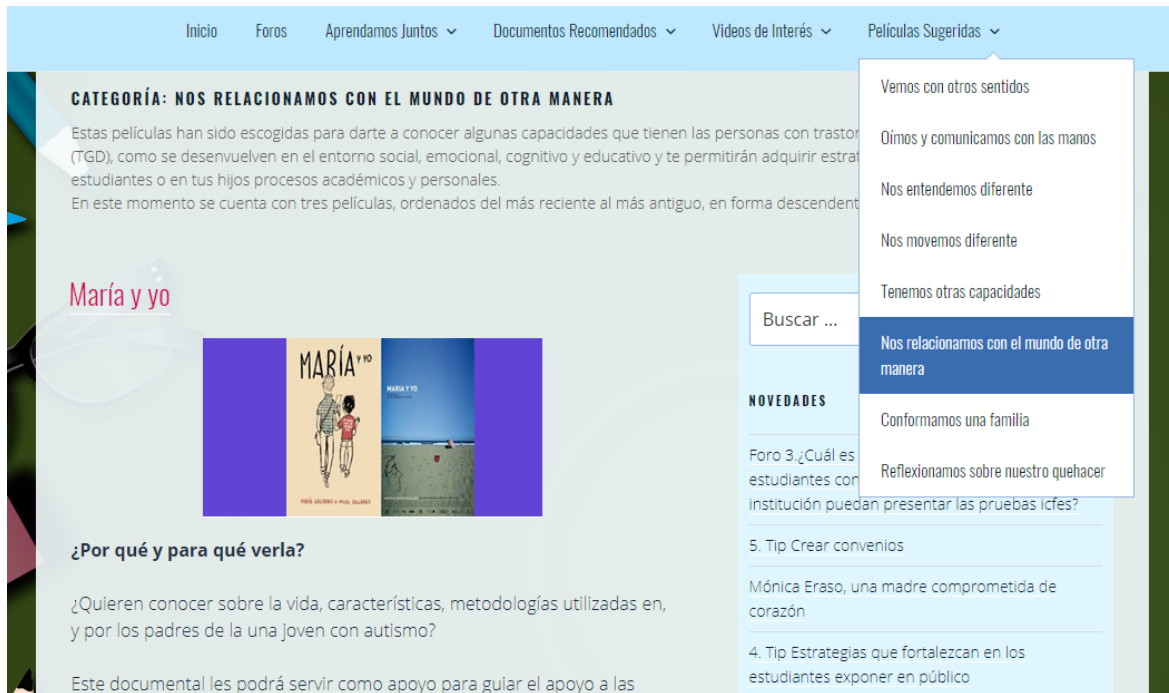 Inicio Foros Aprendamos Juntos Documentos Recomendados Videos de Interés Películas Sugeridas
Vemos con otros sentidos
Oímos y comunicamos con las manos
Nos entendemos diferente
Nos movemos diferente
Tenemos otras capacidades
Nos relacionamos con el mundo de otra
manera
Conformamos una familia
Reflexionamos sobre nuestro quehacer
CATEGORÍA: NOS RELACIONAMOS CON EL MUNDO DE OTRA MANERA
Estas películas han sido escogidas para darte a conocer algunas capacidades que tienen las personas con
(TGD), como se desenvuelven en el entorno social, emocional, cognitivo y educativo y te permitirán adquirir
estudiantes o en tus hijos procesos académicos y personales.
En este momento se cuenta con tres películas, ordenados del más reciente al más antiguo, en forma
María y yo
MARÍA Y YO
MARIA Y YO
MARÍA GALLARDO & MIGUEL GALLARDO
¿Por qué y para qué verla?
¿Quieren conocer sobre la vida, características, metodologías utilizadas en,
y por los padres de la una joven con autismo?
Este documental les podrá servir como apoyo para guiar el apoyo a las
Buscar ...
NOVEDADES
Foro 3.¿Cuál es
estudiantes con
institución puedan presentar las pruebas icfes?
5. Tip Crear convenios
Mónica Eraso, una madre comprometida de
corazón
4. Tip Estrategias que fortalezcan en los
estudiantes exponer en público